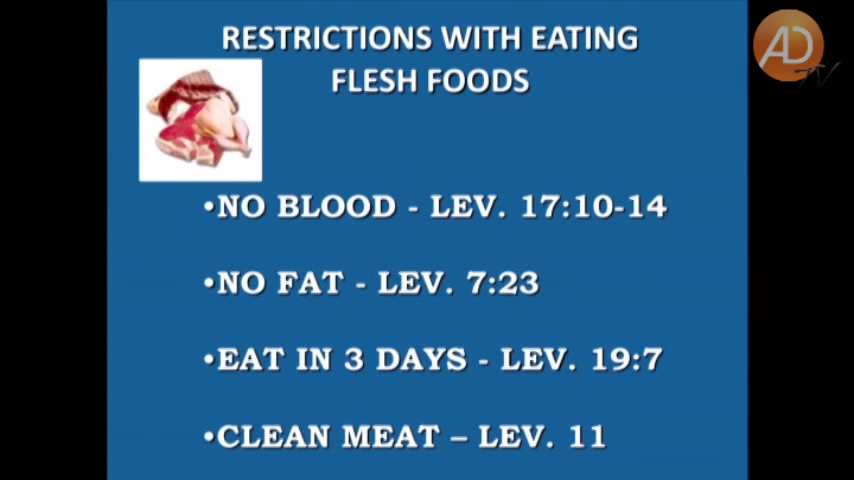 RESTRICTIONS WITH EATING
FLESH FOODS
AD
TV
•NO BLOOD - LEV. 17:10-14
•NO FAT - LEV. 7:23
•EAT IN 3 DAYS - LEV. 19:7
•CLEAN MEAT – LEV. 11